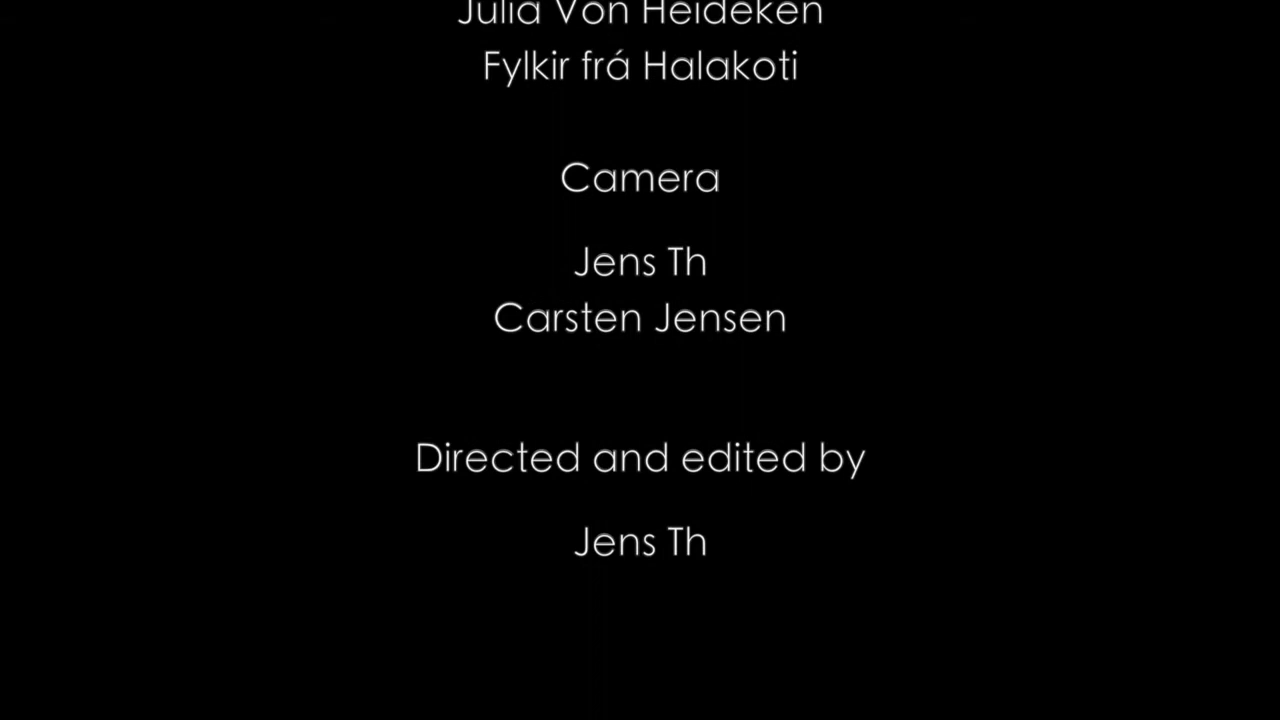 Julia Von Heideken
Fylkir frá Halakoti
Camera
Jens Th
Carsten Jensen
Directed and edited by
Jens Th